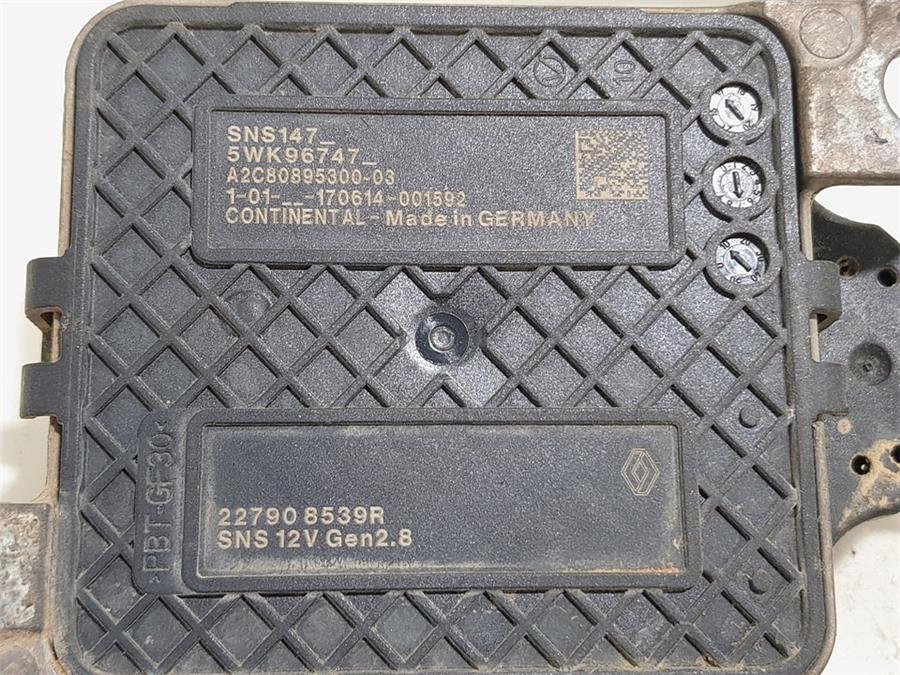 SNS147_
5WK96747_
A2C80895300-03
1-01-__-170614-001592
CONTINENTAL - Made in GERMANY
>PBT-GF30<
22790 8539R
SNS 12V Gen2.8